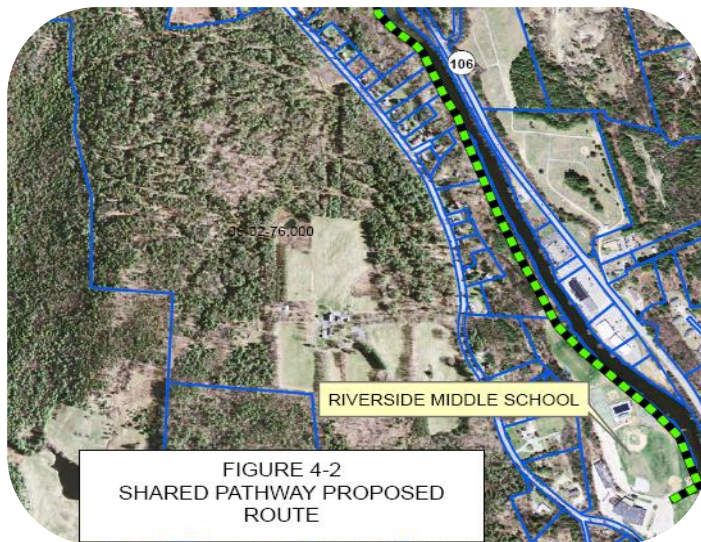 106
RIVERSIDE MIDDLE SCHOOL
FIGURE 4-2
SHARED PATHWAY PROPOSED
ROUTE